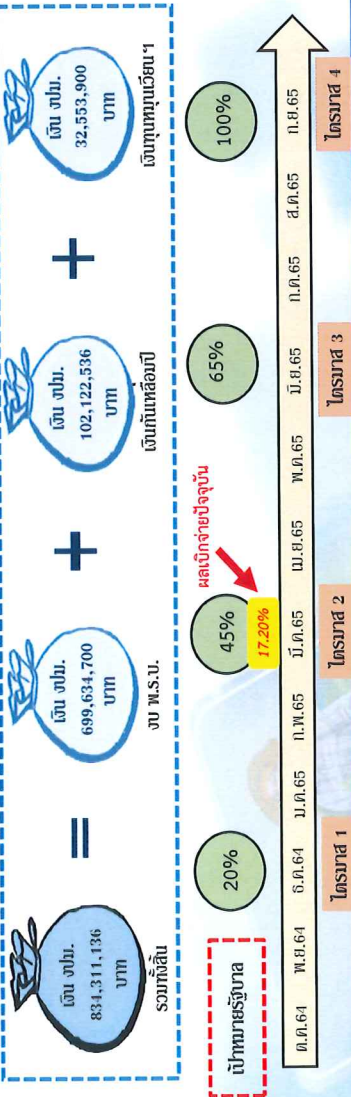 เงิน งปม.
834,311,136
บาท
รวมทั้งสิ้น
=
เงิน งปม.
699,634,700
บาท
งบ พ.ร.บ.
+
เงิน งปม.
102,122,536
บาท
เงินกันเหลื่อมปี
+
เงิน งปม.
32,553,900
บาท
เงินทุนหมุนเวียนฯ
เป้าหมายรัฐบาล
20%
45%
17.20%
ผลเบิกจ่ายปัจจุบัน
65%
100%
ต.ค.64 พ.ย.64 ธ.ค.64 ม.ค.65 ก.พ.65 มี.ค.65 เม.ย.65 พ.ค.65 มิ.ย.65 ก.ค.65 ส.ค.65 ก.ย.65
ไตรมาส 1 ไตรมาส 2 ไตรมาส 3 ไตรมาส 4